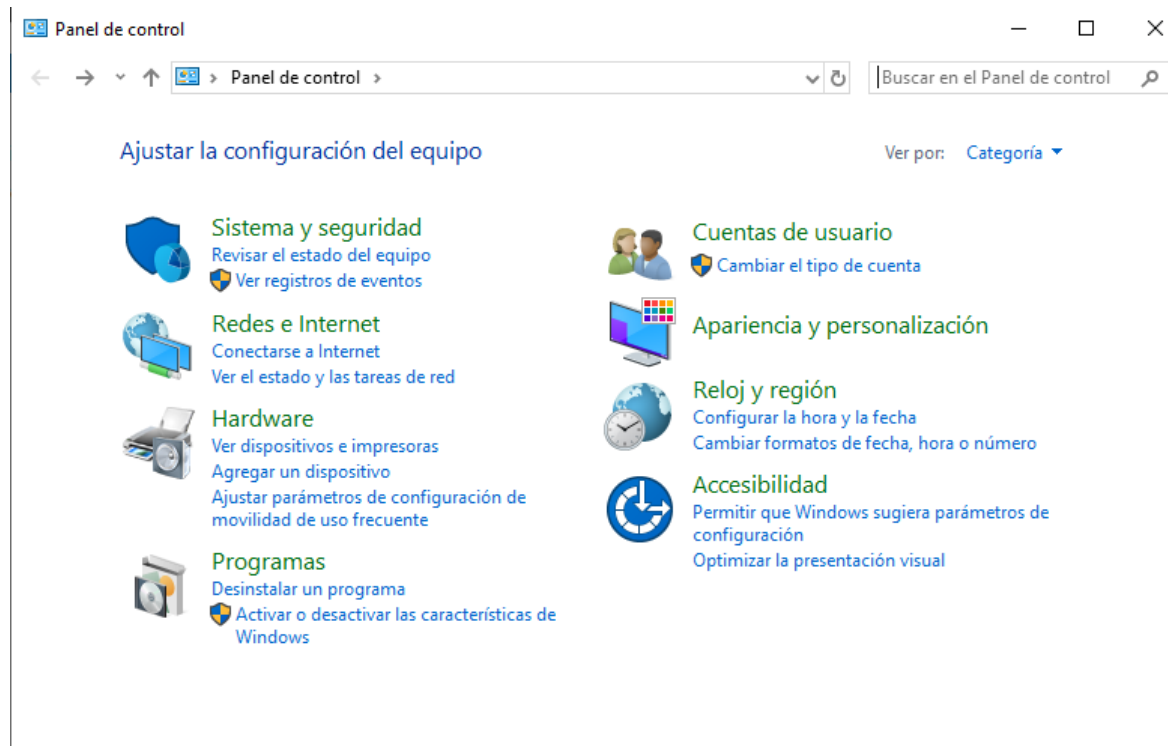 Panel de control
Panel de control
Buscar en el Panel de control
Ajustar la configuración del equipo
Ver por: Categoría
Sistema y seguridad
Revisar el estado del equipo
Ver registros de eventos
Redes e Internet
Conectarse a Internet
Ver el estado y las tareas de red
Hardware
Ver dispositivos e impresoras
Agregar un dispositivo
Ajustar parámetros de configuración de
movilidad de uso frecuente
Programas
Desinstalar un programa
Activar o desactivar las características de
Windows
Cuentas de usuario
Cambiar el tipo de cuenta
Apariencia y personalización
Reloj y región
Configurar la hora y la fecha
Cambiar formatos de fecha, hora o número
Accesibilidad
Permitir que Windows sugiera parámetros de
configuración
Optimizar la presentación visual